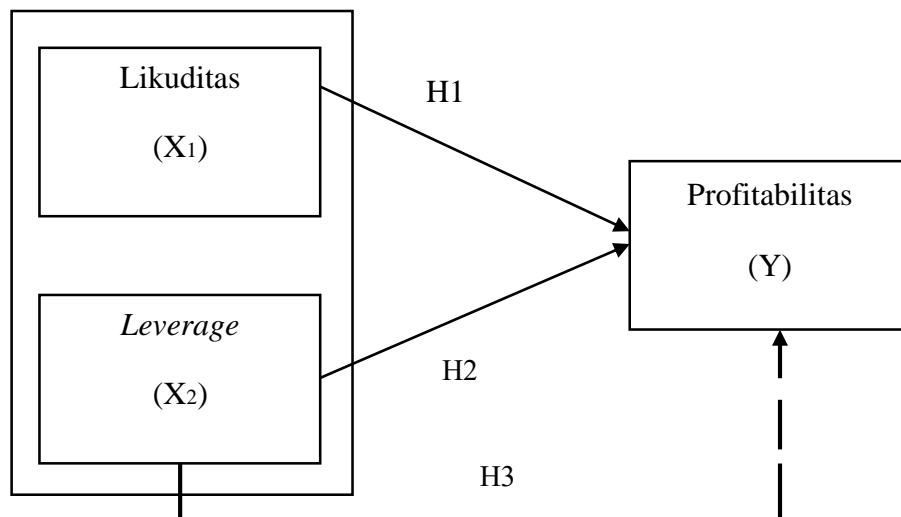 Likuditas
(X1)
H1
Profitabilitas
(Y)
Leverage
(X2)
H2
H3